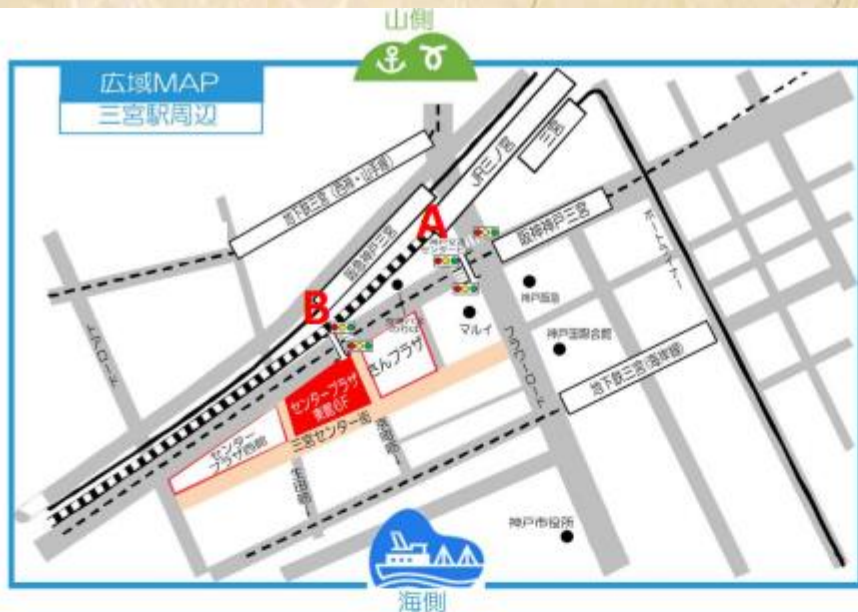 山側
広域MAP
三宮駅周辺
地下鉄三宮(西神・山手線)
阪急神戸三宮
JR三ノ宮
三宮
阪神神戸三宮
ポートライナー
A
B
マルイ
神戸阪急
神戸国際会館
フラワーロード
地下鉄三宮(海岸線)
さんプラザ
センタープラザ
東館6F
三宮センター街
センター
プラザ西館
神戸市役所
海側